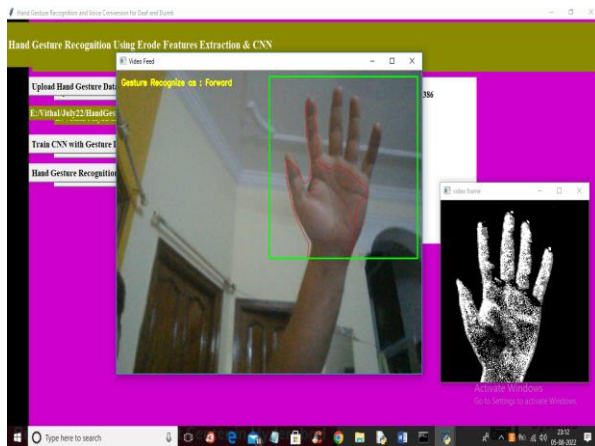 Hand Gesture Recognition and Voice Conversion for Deaf and Dumb
Hand Gesture Recognition Using Erode Features Extraction & CNN
Video Feed
Gesture Recognize as : Forward
Upload Hand Gesture Data
386
E:/Vithal/July22/HandGes
Train CNN with Gesture I
Hand Gesture Recognition
video frame
Activate Windows
Go to Settings to activate Windows.
Type here to search
23:12
05-08-2022